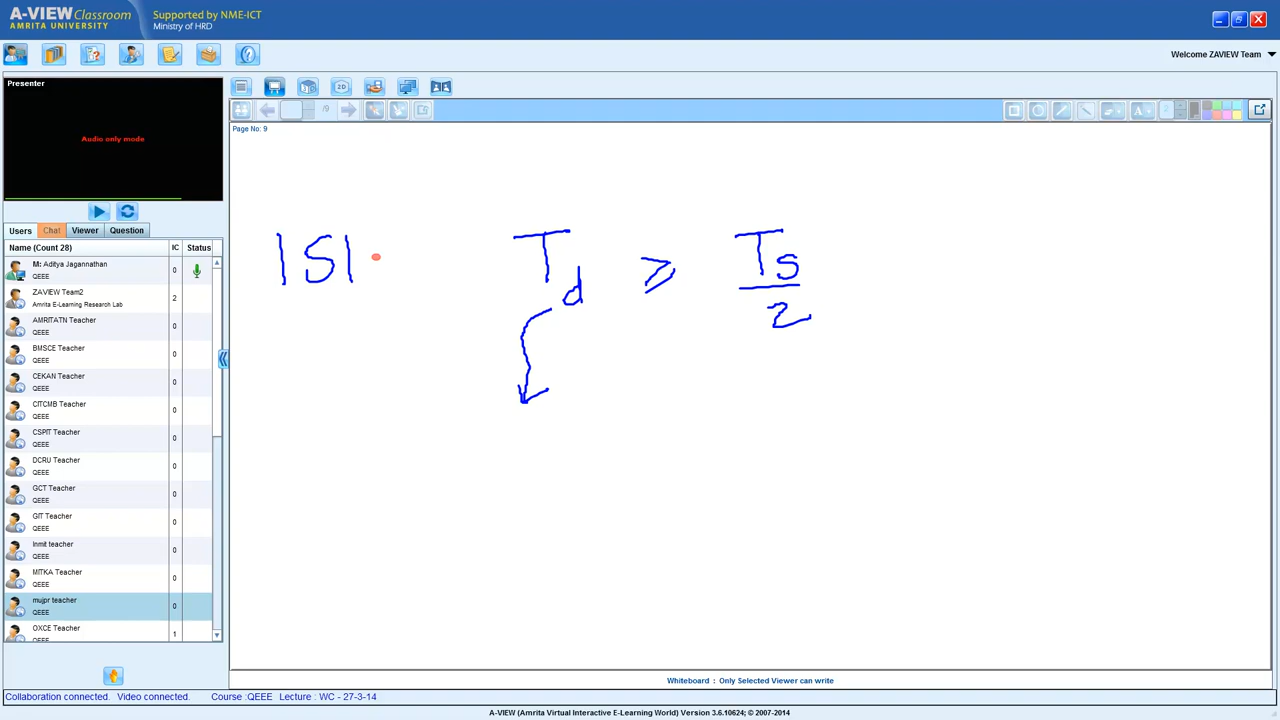 A-VIEW Classroom
AMRITA UNIVERSITY
Supported by NME-ICT
Ministry of HRD
Welcome ZAVIEW Team
Presenter
Audio only mode
Users Chat Viewer Question
Name (Count 28) IC Status
M: Aditya Jagannathan 0
QEEE
ZAVIEW Team2 2
Amrita E-Learning Research Lab
AMRITATN Teacher 0
QEEE
BMSCE Teacher 0
QEEE
CEKAN Teacher 0
QEEE
CITCMB Teacher 0
QEEE
CSPIT Teacher 0
QEEE
DCRU Teacher 0
QEEE
GCT Teacher 0
QEEE
GIT Teacher 0
QEEE
Inmit teacher 0
QEEE
MITKA Teacher 0
QEEE
mujpr teacher 0
QEEE
OXCE Teacher 1
QEEE
2D
/9
A
2
Page No: 9
ISI T_d ≥ T_s/2
Whiteboard : Only Selected Viewer can write
Collaboration connected. Video connected. Course :QEEE Lecture : WC - 27-3-14
A-VIEW (Amrita Virtual Interactive E-Learning World) Version 3.6.10624; © 2007-2014